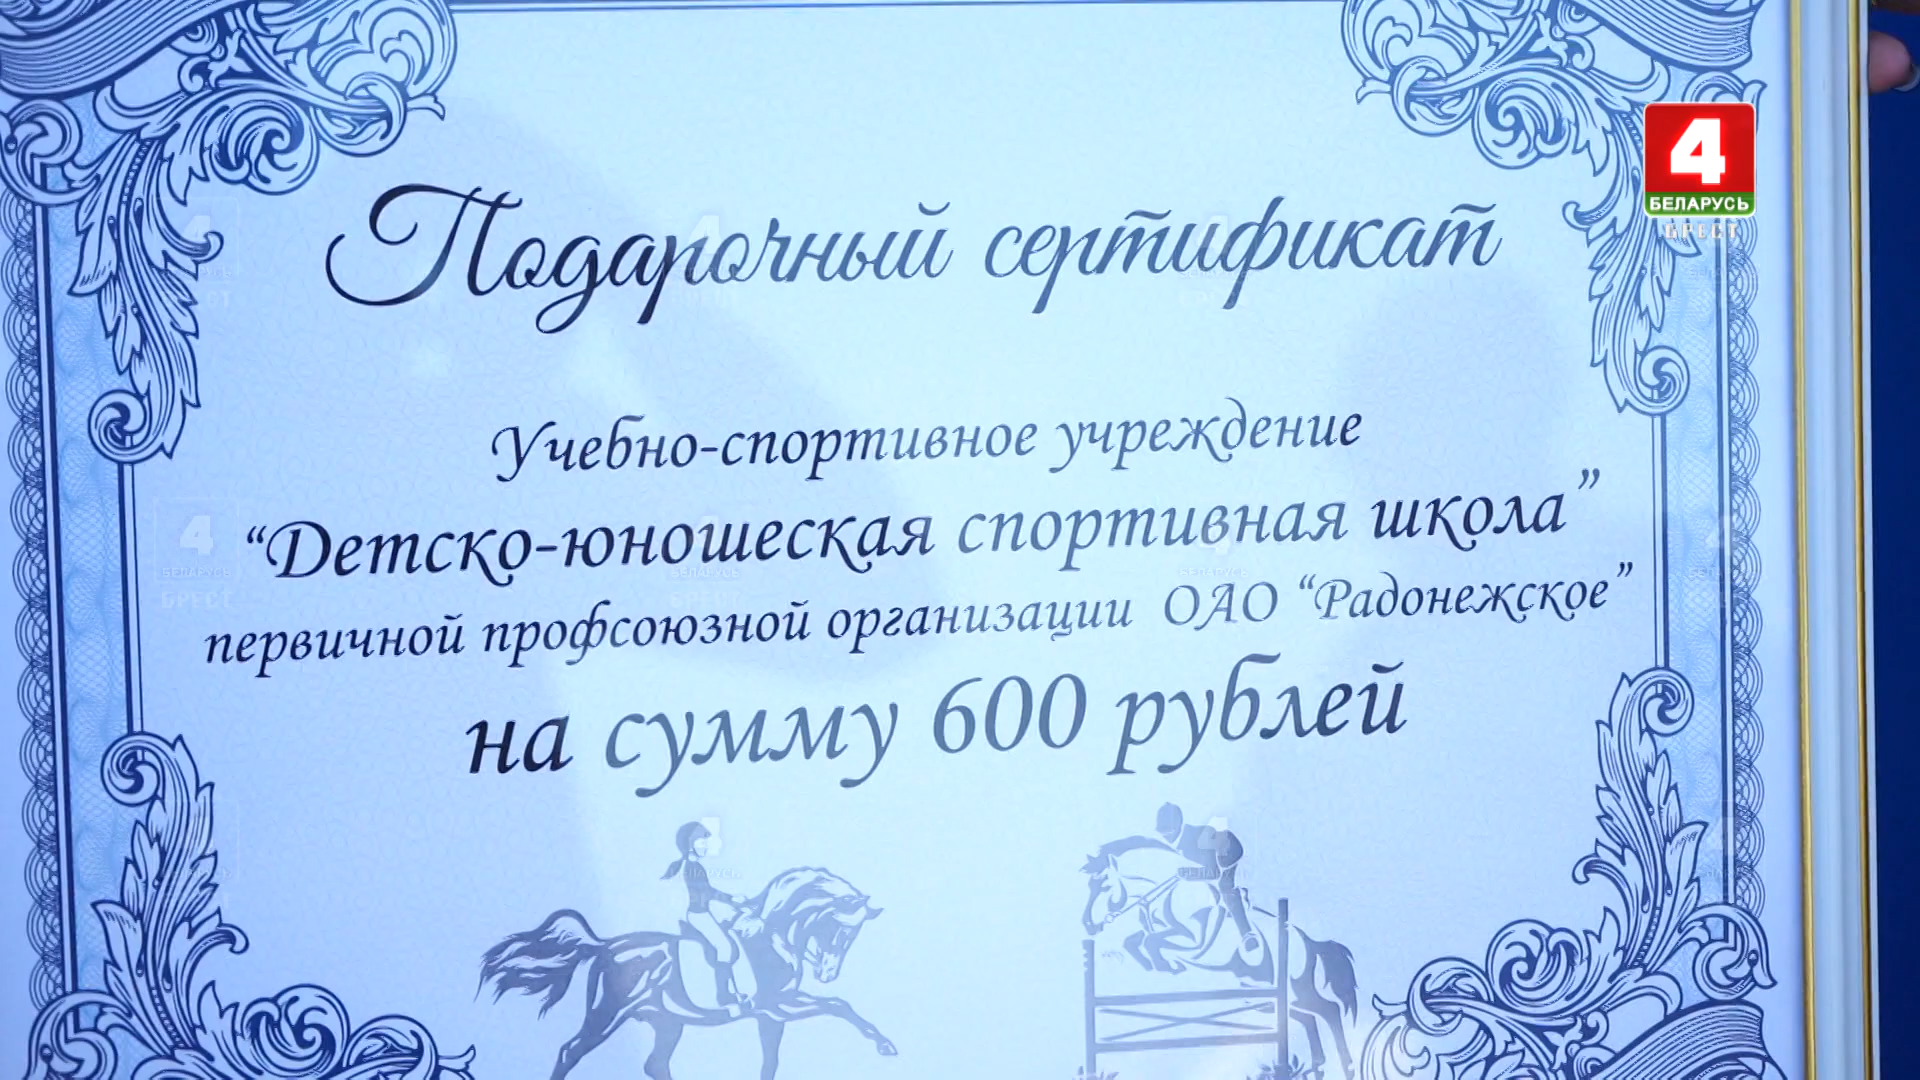 4
БЕЛАРУСЬ
БРЕСТ
Подарочный сертификат
Учебно-спортивное учреждение
“Детско-юношеская спортивная школа”
первичной профсоюзной организации ОАО “Радонежское”
на сумму 600 рублей